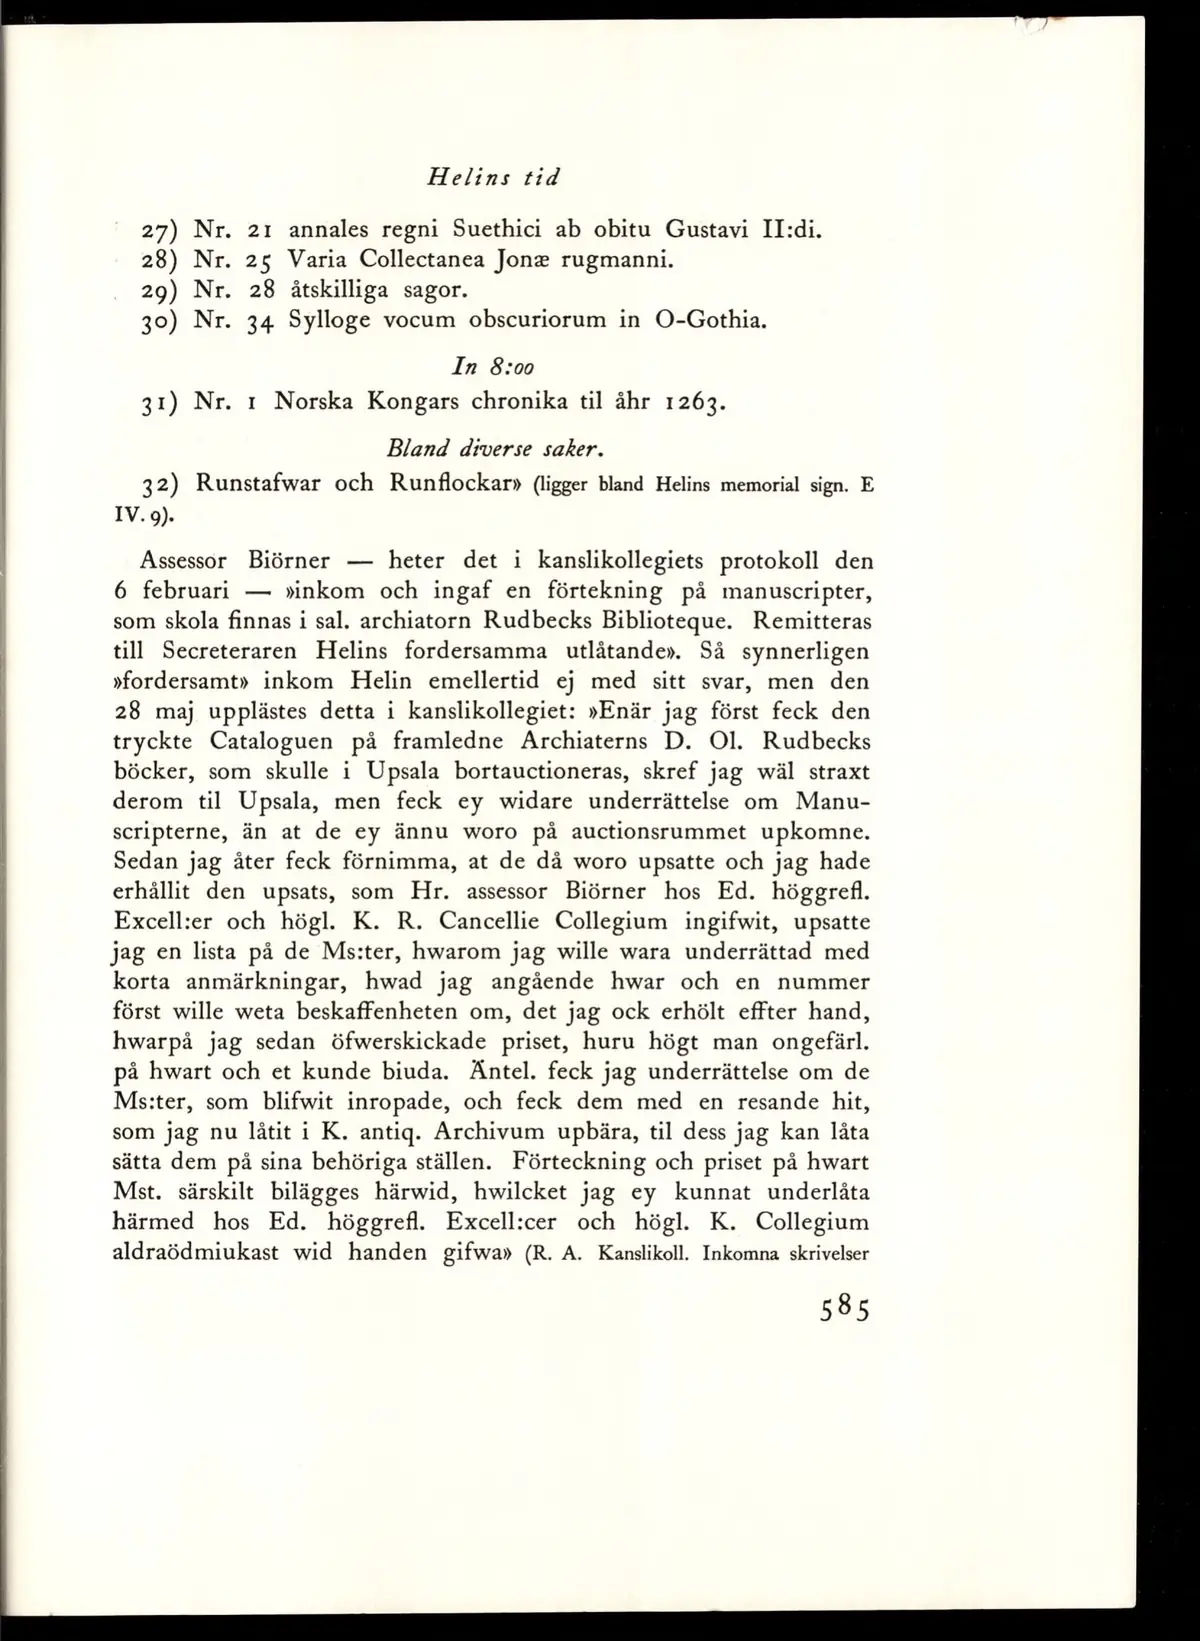 Helins tid
27) Nr. 21 annales regni Suethici ab obitu Gustavi II:di.
28) Nr. 25 Varia Collectanea Jonæ rugmanni.
29) Nr. 28 åtskilliga sagor.
30) Nr. 34 Sylloge vocum obscuriorum in O-Gothia.
In 8:00
31) Nr. 1 Norska Kongars chronika til åhr 1263.
Bland diverse saker.
32) Runstafwar och Runflockar» (ligger bland Helins memorial sign. E
IV. 9).
Assessor Biörner — heter det i kanslikollegiets protokoll den
6 februari — »inkom och ingaf en förtekning på manuscripter,
som skola finnas i sal. archiatorn Rudbecks Biblioteque. Remitteras
till Secreteraren Helins fordersamma utlåtande». Så synnerligen
»fordersamt» inkom Helin emellertid ej med sitt svar, men den
28 maj upplästes detta i kanslikollegiet: »Enär jag först feck den
tryckte Cataloguen på framledne Archiaterns D. Ol. Rudbecks
böcker, som skulle i Upsala bortauctioneras, skref jag wäl straxt
derom til Upsala, men feck ey widare underrättelse om Manu-
scripterne, än at de ey ännu woro på auctionsrummet upkomne.
Sedan jag åter feck förnimma, at de då woro upsatte och jag hade
erhållit den upsats, som Hr. assessor Biörner hos Ed. höggrefl.
Excell:er och högl. K. R. Cancellie Collegium ingifwit, upsatte
jag en lista på de Ms:ter, hwarom jag wille wara underrättad med
korta anmärkningar, hwad jag angående hwar och en nummer
först wille weta beskaffenheten om, det jag ock erhölt effter hand,
hwarpå jag sedan öfwerskickade priset, huru högt man ongefärl.
på hwart och et kunde biuda. Äntel. feck jag underrättelse om de
Ms:ter, som blifwit inropade, och feck dem med en resande hit,
som jag nu låtit i K. antiq. Archivum upbära, til dess jag kan låta
sätta dem på sina behöriga ställen. Förteckning och priset på hwart
Mst. särskilt bilägges härwid, hwilcket jag ey kunnat underlåta
härmed hos Ed. höggrefl. Excell:cer och högl. K. Collegium
aldraödmiukast wid handen gifwa» (R. A. Kanslikoll. Inkomna skrivelser
585